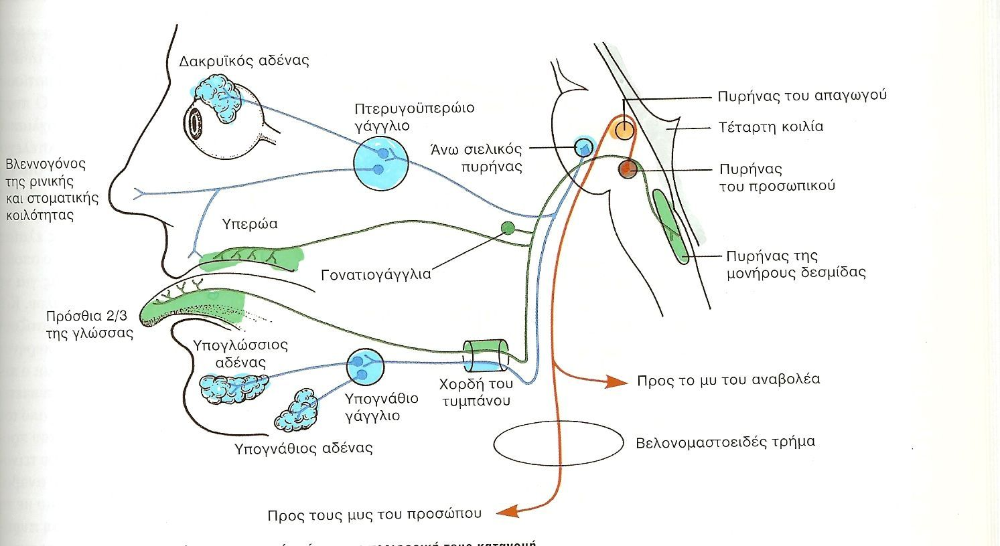 Δακρυϊκός αδένας
Πτερυγοϋπερώιο
γάγγλιο
Άνω σιελικός
πυρήνας
Πυρήνας του απαγωγού
Τέταρτη κοιλία
Πυρήνας
του προσωπικού
Πυρήνας της
μονήρους δεσμίδας
Βλεννογόνος
της ρινικής
και στοματικής
κοιλότητας
Υπερώα
Γονατιογάγγλια
Πρόσθια 2/3
της γλώσσας
Υπογλώσσιος
αδένας
Υπογνάθιο
γάγγλιο
Υπογνάθιος αδένας
Χορδή του
τυμπάνου
Προς το μυ του αναβολέα
Βελονομαστοειδές τρήμα
Προς τους μυς του προσώπου